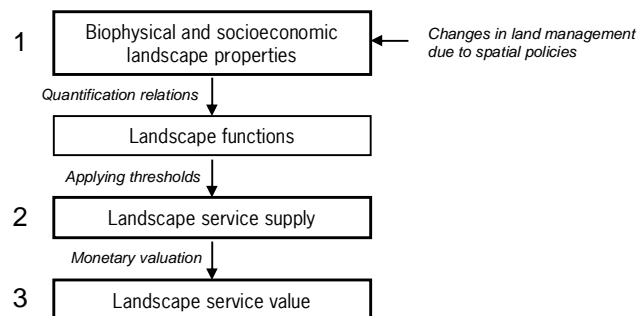 1
Biophysical and socioeconomic
landscape properties
Changes in land management
due to spatial policies
Quantification relations
Landscape functions
Applying thresholds
2
Landscape service supply
Monetary valuation
3
Landscape service value